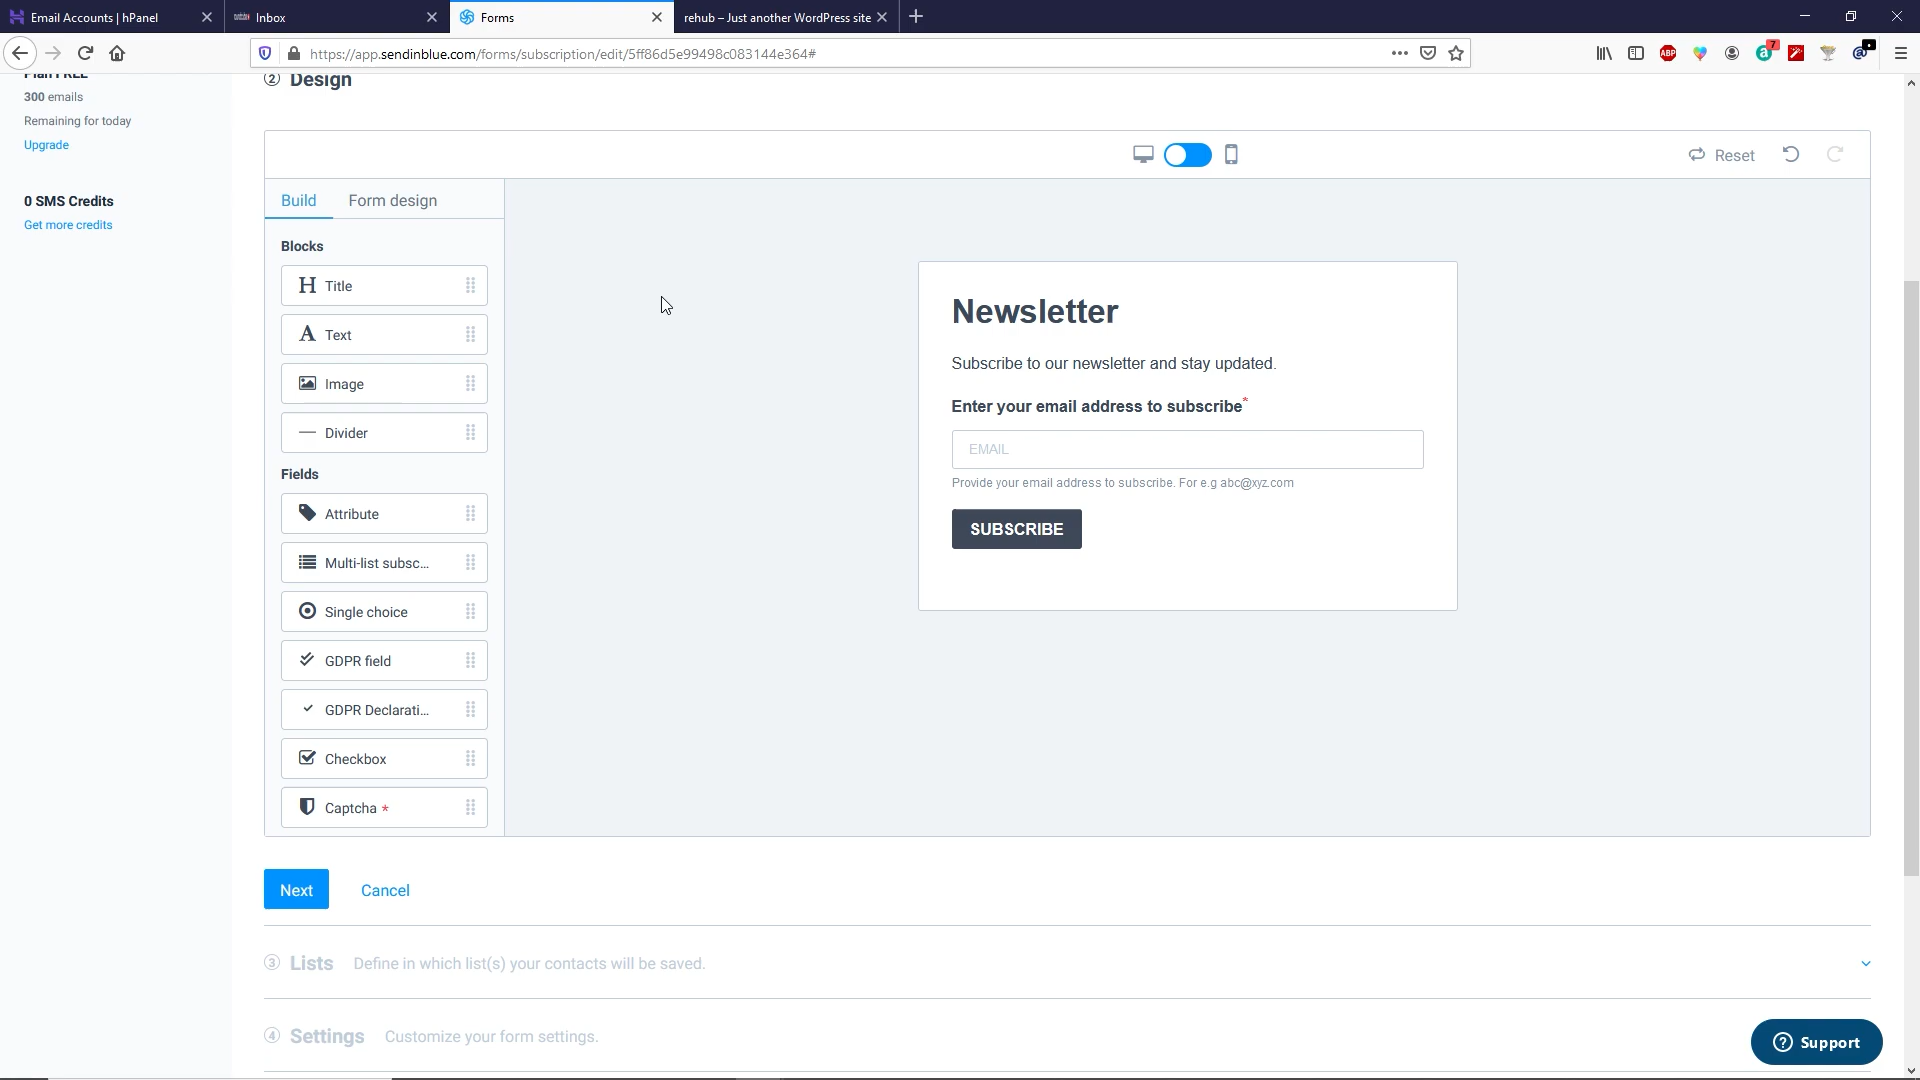 Email Accounts | hPanel
Inbox
Forms
rehub – Just another WordPress site
https://app.sendinblue.com/forms/subscription/edit/5ff86d5e99498c083144e364#
ABP
7
Plan FREE
300 emails
Remaining for today
Upgrade
0 SMS Credits
Get more credits
2 Design
Reset
Build
Form design
Blocks
Title
Text
Image
Divider
Fields
Attribute
Multi-list subsc...
Single choice
GDPR field
GDPR Declarati...
Checkbox
Captcha *
Newsletter
Subscribe to our newsletter and stay updated.
Enter your email address to subscribe*
EMAIL
Provide your email address to subscribe. For e.g abc@xyz.com
SUBSCRIBE
Next
Cancel
3 Lists Define in which list(s) your contacts will be saved.
4 Settings Customize your form settings.
? Support